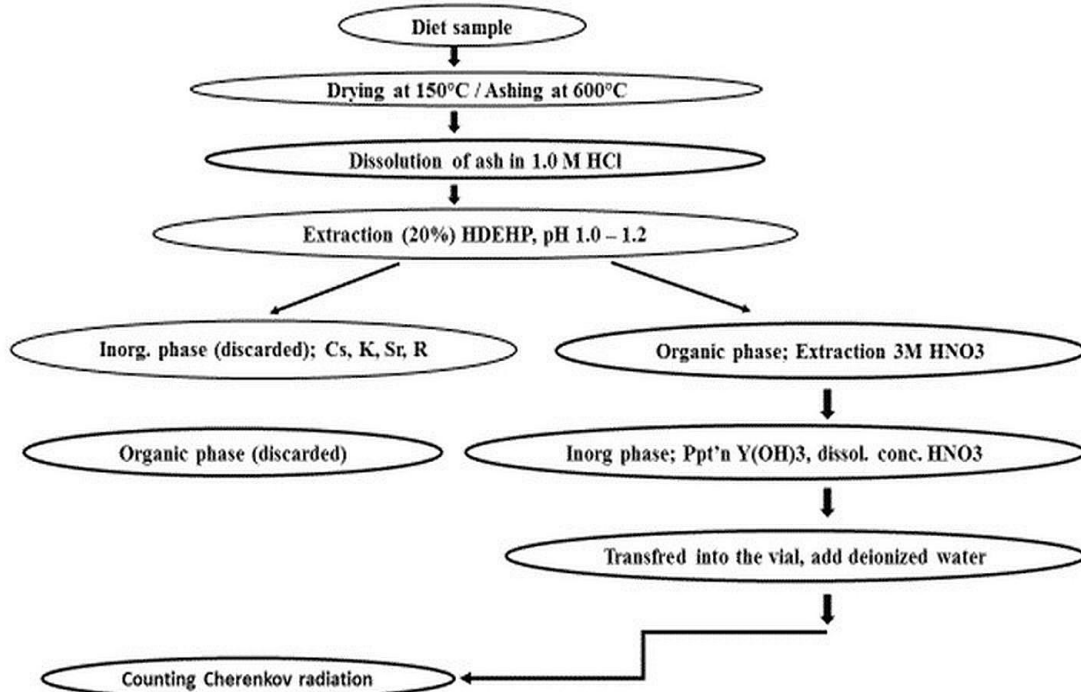 Diet sample
Drying at 150°C / Ashing at 600°C
Dissolution of ash in 1.0 M HCl
Extraction (20%) HDEHP, pH 1.0 – 1.2
Inorg. phase (discarded); Cs, K, Sr, R
Organic phase; Extraction 3M HNO3
Organic phase (discarded)
Inorg phase; Ppt'n Y(OH)3, dissol. conc. HNO3
Transfred into the vial, add deionized water
Counting Cherenkov radiation